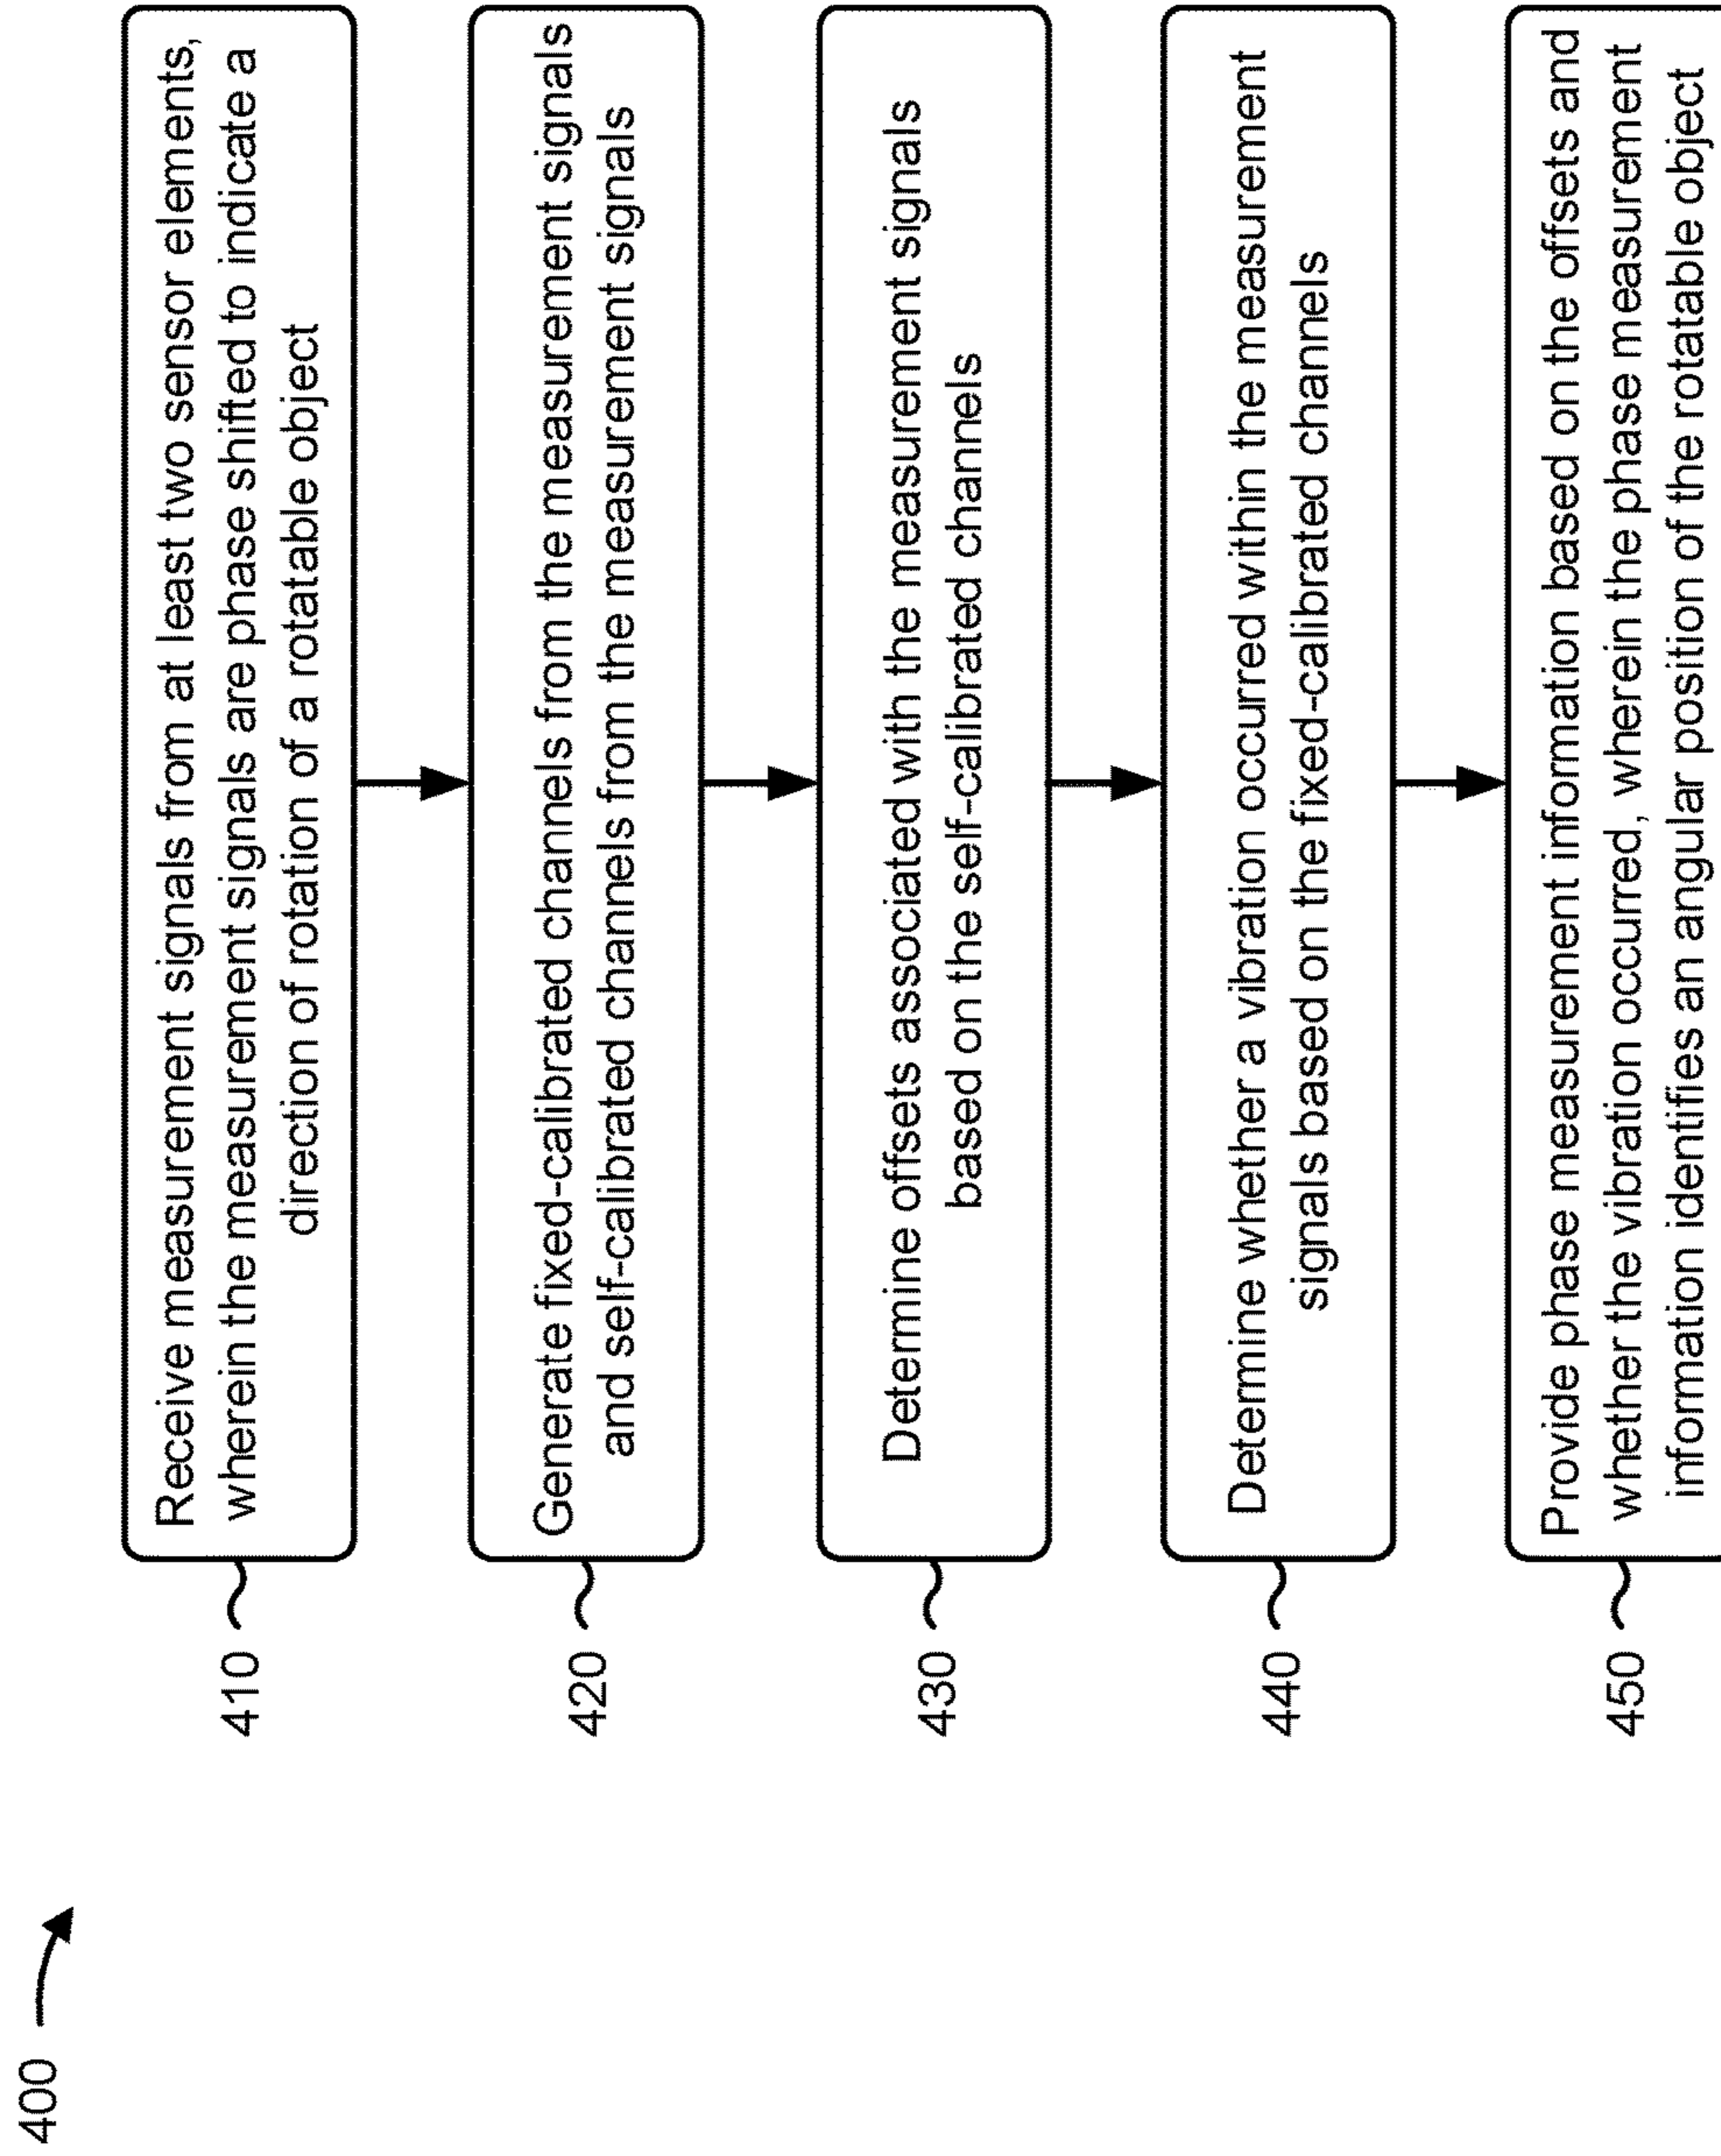 400
410
Receive measurement signals from at least two sensor elements,
wherein the measurement signals are phase shifted to indicate a
direction of rotation of a rotatable object
420
Generate fixed-calibrated channels from the measurement signals
and self-calibrated channels from the measurement signals
430
Determine offsets associated with the measurement signals
based on the self-calibrated channels
440
Determine whether a vibration occurred within the measurement
signals based on the fixed-calibrated channels
450
Provide phase measurement information based on the offsets and
whether the vibration occurred, wherein the phase measurement
information identifies an angular position of the rotatable object